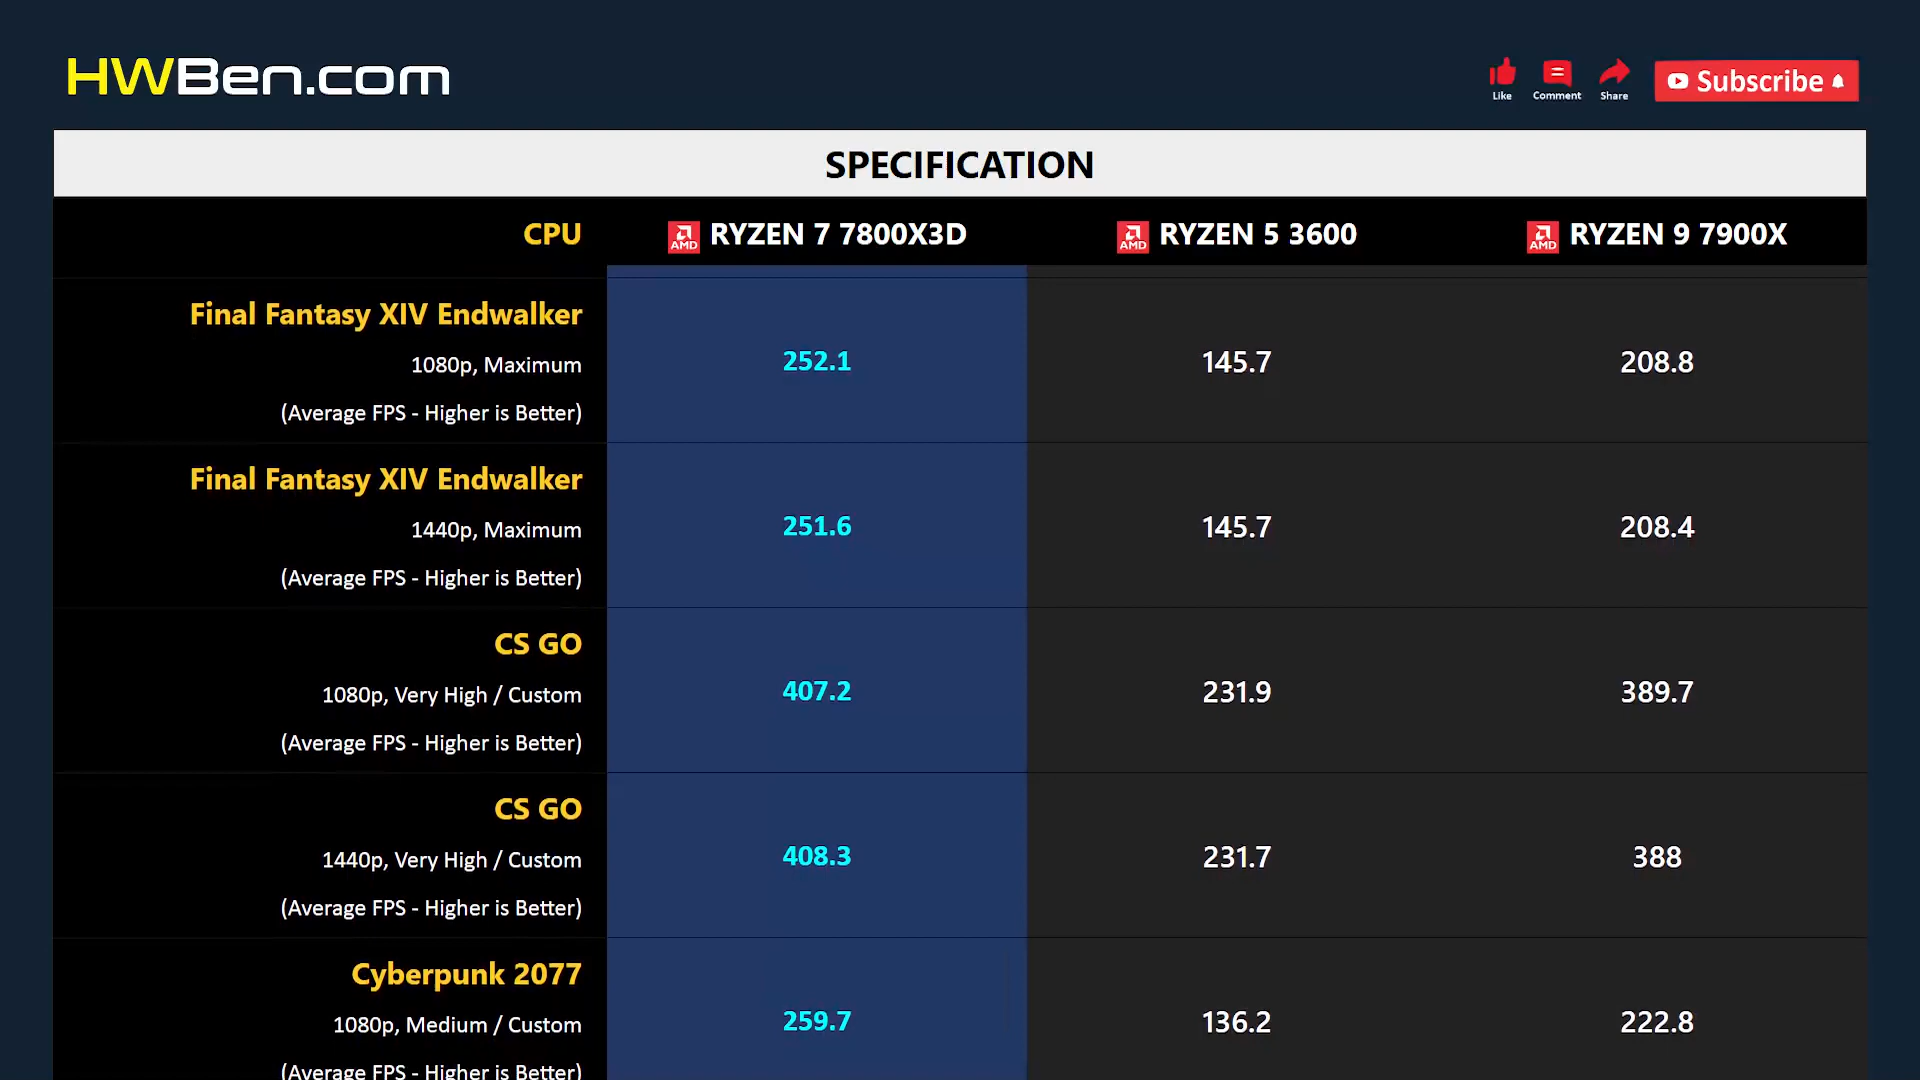 HWBen.com
Like Comment Share Subscribe
SPECIFICATION
CPU AMD RYZEN 7 7800X3D AMD RYZEN 5 3600 AMD RYZEN 9 7900X
Final Fantasy XIV Endwalker
1080p, Maximum
(Average FPS - Higher is Better)
252.1 145.7 208.8
Final Fantasy XIV Endwalker
1440p, Maximum
(Average FPS - Higher is Better)
251.6 145.7 208.4
CS GO
1080p, Very High / Custom
(Average FPS - Higher is Better)
407.2 231.9 389.7
CS GO
1440p, Very High / Custom
(Average FPS - Higher is Better)
408.3 231.7 388
Cyberpunk 2077
1080p, Medium / Custom
(Average FPS - Higher is Better)
259.7 136.2 222.8